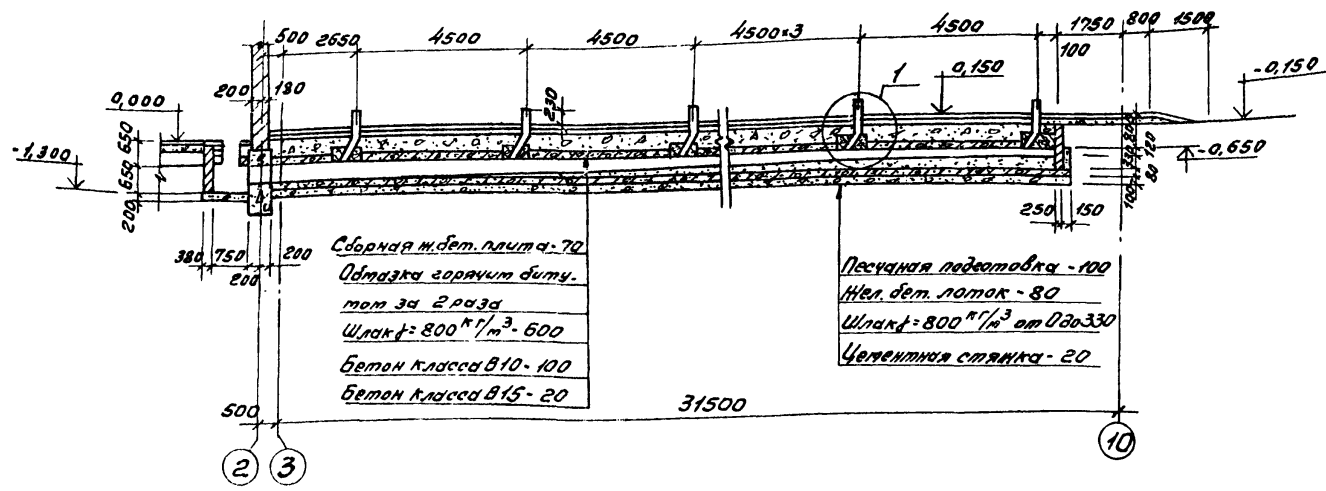 500 2650 4500 4500 4500×3 4500 1750 800 1500
100
200 180
0,000
1
0,150
-0,150
230
650
-1,300
650
200
-0,650
300
330 120
100 80
380 750 200
200
250 150
Сборная ж.бет. плита-70
Обмазка горячим биту-
мом за 2 раза
Шлак γ=800 кг/м³-600
Бетон класса В10-100
Бетон класса В15-20
Песчаная подготовка -100
Жел. бет. лоток -80
Шлак γ=800 кг/м³ от 0 до 330
Цементная стяжка-20
500
31500
2 3 10